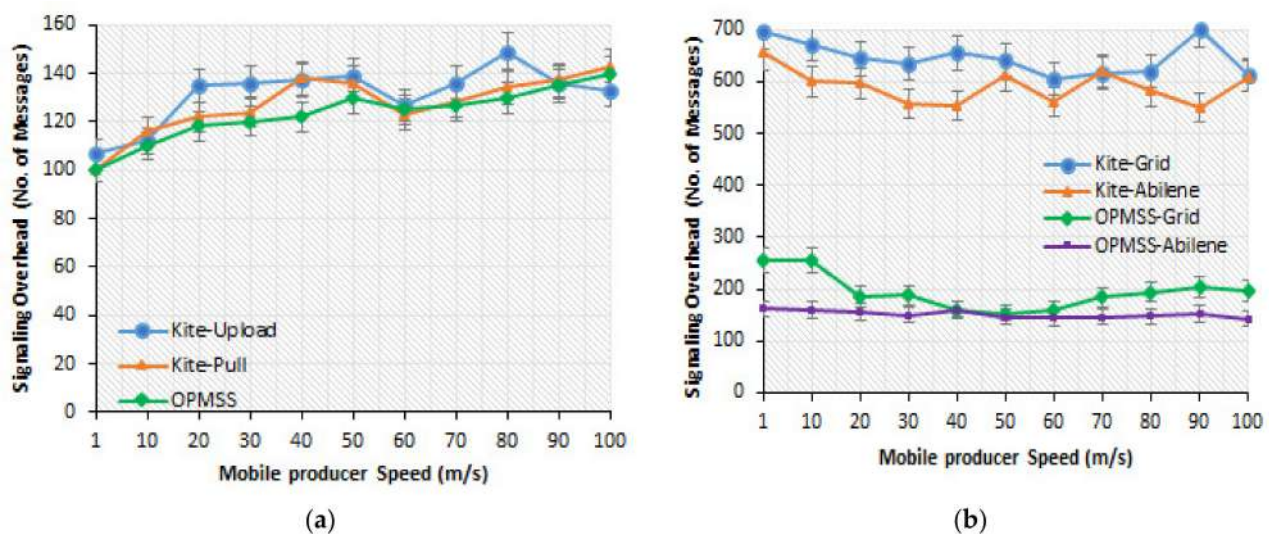 160
140
120
100
80
60
40
20
0
Signaling Overhead (No. of Messages)
Kite-Upload
Kite-Pull
OPMSS
1 10 20 30 40 50 60 70 80 90 100
Mobile producer Speed (m/s)
(a)
700
600
500
400
300
200
100
0
Signaling Overhead (No. of Messages)
Kite-Grid
Kite-Abilene
OPMSS-Grid
OPMSS-Abilene
1 10 20 30 40 50 60 70 80 90 100
Mobile producer Speed (m/s)
(b)